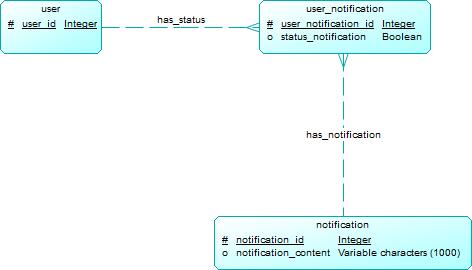 user
# user_id Integer
has_status
user_notification
# user_notification_id Integer
o status_notification Boolean
has_notification
notification
# notification_id Integer
o notification_content Variable characters (1000)